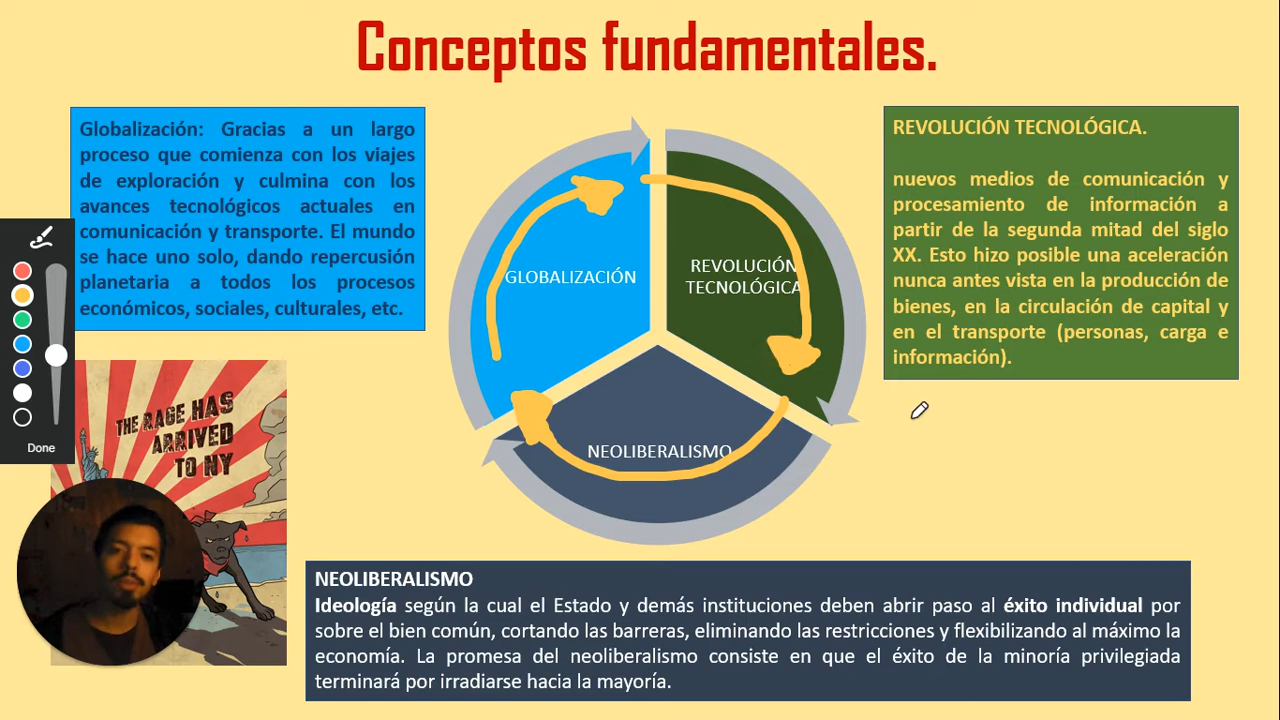 Conceptos fundamentales.
Globalización: Gracias a un largo
proceso que comienza con los viajes
de exploración y culmina con los
avances tecnológicos actuales en
comunicación y transporte. El mundo
se hace uno solo, dando repercusión
planetaria a todos los procesos
económicos, sociales, culturales, etc.
GLOBALIZACIÓN
REVOLUCIÓN
TECNOLÓGICA
NEOLIBERALISMO
REVOLUCIÓN TECNOLÓGICA.
nuevos medios de comunicación y
procesamiento de información a
partir de la segunda mitad del siglo
XX. Esto hizo posible una aceleración
nunca antes vista en la producción de
bienes, en la circulación de capital y
en el transporte (personas, carga e
información).
Done
THE RAGE HAS
ARRIVED
TO NY
NEOLIBERALISMO
Ideología según la cual el Estado y demás instituciones deben abrir paso al éxito individual por
sobre el bien común, cortando las barreras, eliminando las restricciones y flexibilizando al máximo la
economía. La promesa del neoliberalismo consiste en que el éxito de la minoría privilegiada
terminará por irradiarse hacia la mayoría.